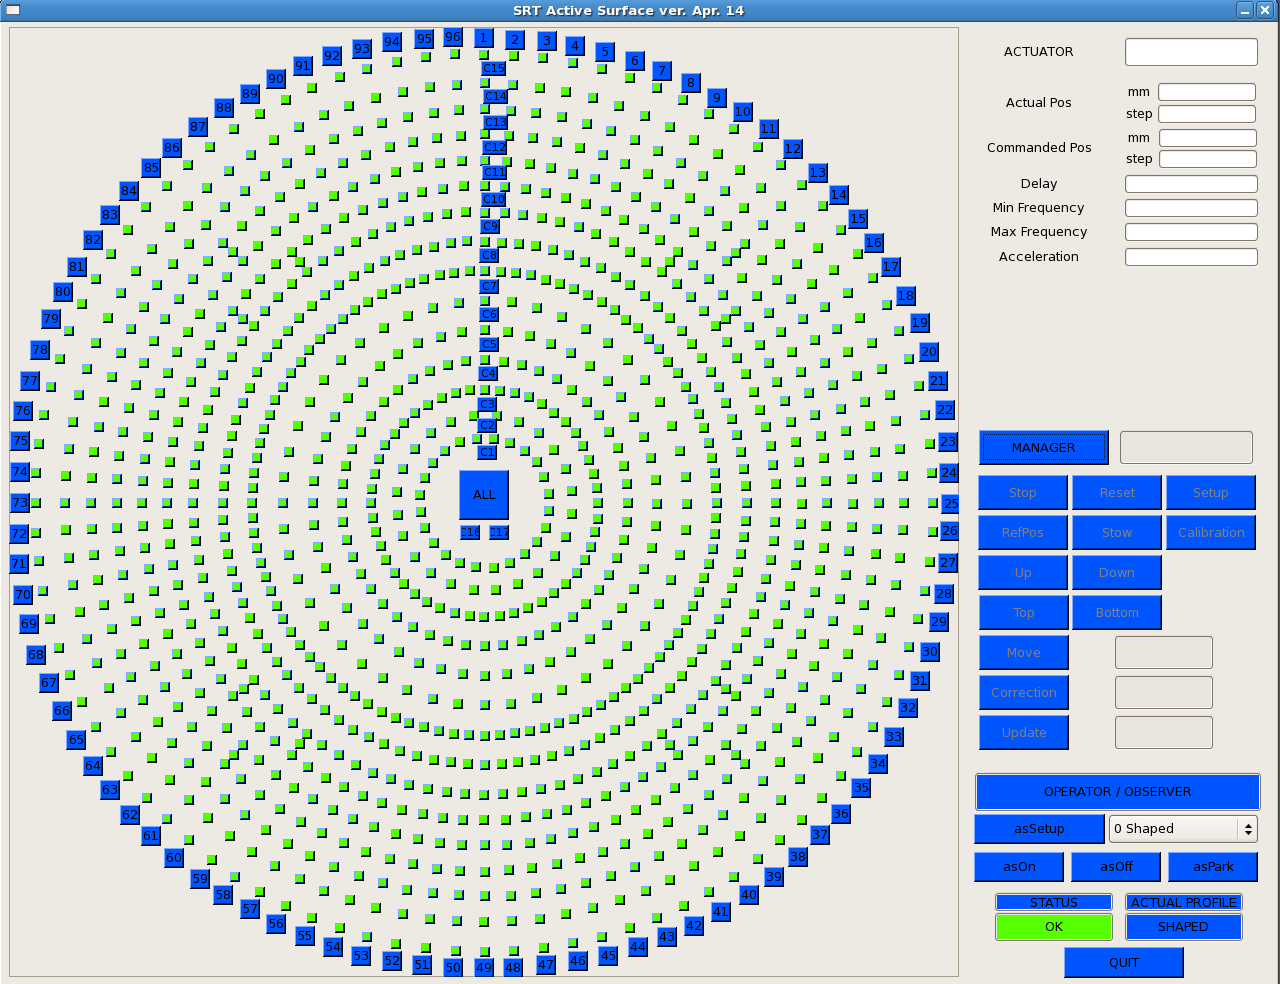 SRT Active Surface ver. Apr. 14
96 1 2 3 4 5 6 7 8 9 10 11 12 13 14 15 16 17 18 19 20 21 22 23 24 25 26 27 28 29 30 31 32 33 34 35 36 37 38 39 40 41 42 43 44 45 46 47 48 49 50 51 52 53 54 55 56 57 58 59 60 61 62 63 64 65 66 67 68 69 70 71 72 73 74 75 76 77 78 79 80 81 82 83 84 85 86 87 88 89 90 91 92 93 94 95
C15
C14
C13
C12
C11
C10
C9
C8
C7
C6
C5
C4
C3
C2
C1
ALL
C16 C17
ACTUATOR
Actual Pos
mm
step
Commanded Pos
mm
step
Delay
Min Frequency
Max Frequency
Acceleration
MANAGER
Stop Reset Setup
RefPos Stow Calibration
Up Down
Top Bottom
Move
Correction
Update
OPERATOR / OBSERVER
asSetup 0 Shaped
asOn asOff asPark
STATUS ACTUAL PROFILE
OK SHAPED
QUIT